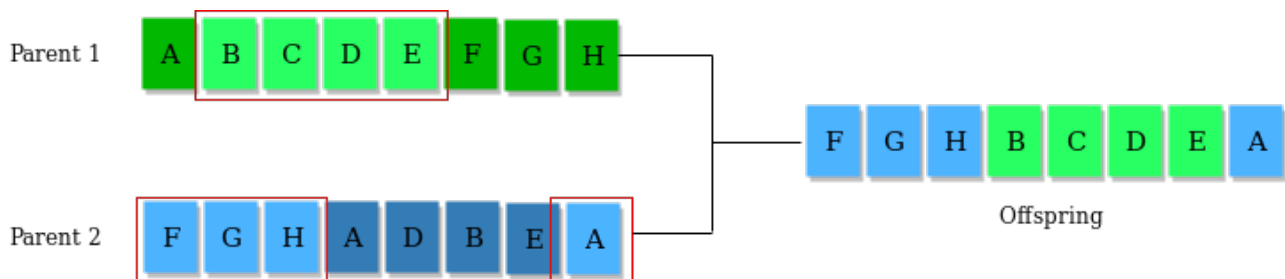 Parent 1 A B C D E F G H
F G H B C D E A
Offspring
Parent 2 F G H A D B E A